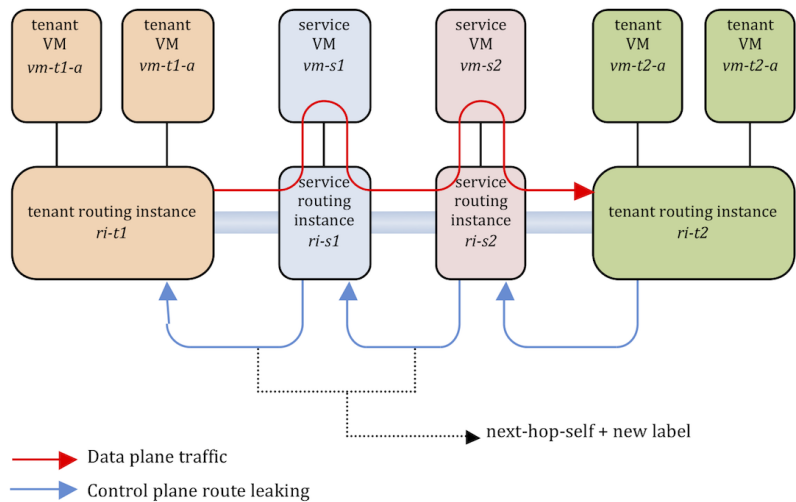 tenant
VM
vm-t1-a
tenant
VM
vm-t1-a
service
VM
vm-s1
service
VM
vm-s2
tenant
VM
vm-t2-a
tenant
VM
vm-t2-a
tenant routing instance
ri-t1
service
routing
instance
ri-s1
service
routing
instance
ri-s2
tenant routing instance
ri-t2
next-hop-self + new label
Data plane traffic
Control plane route leaking